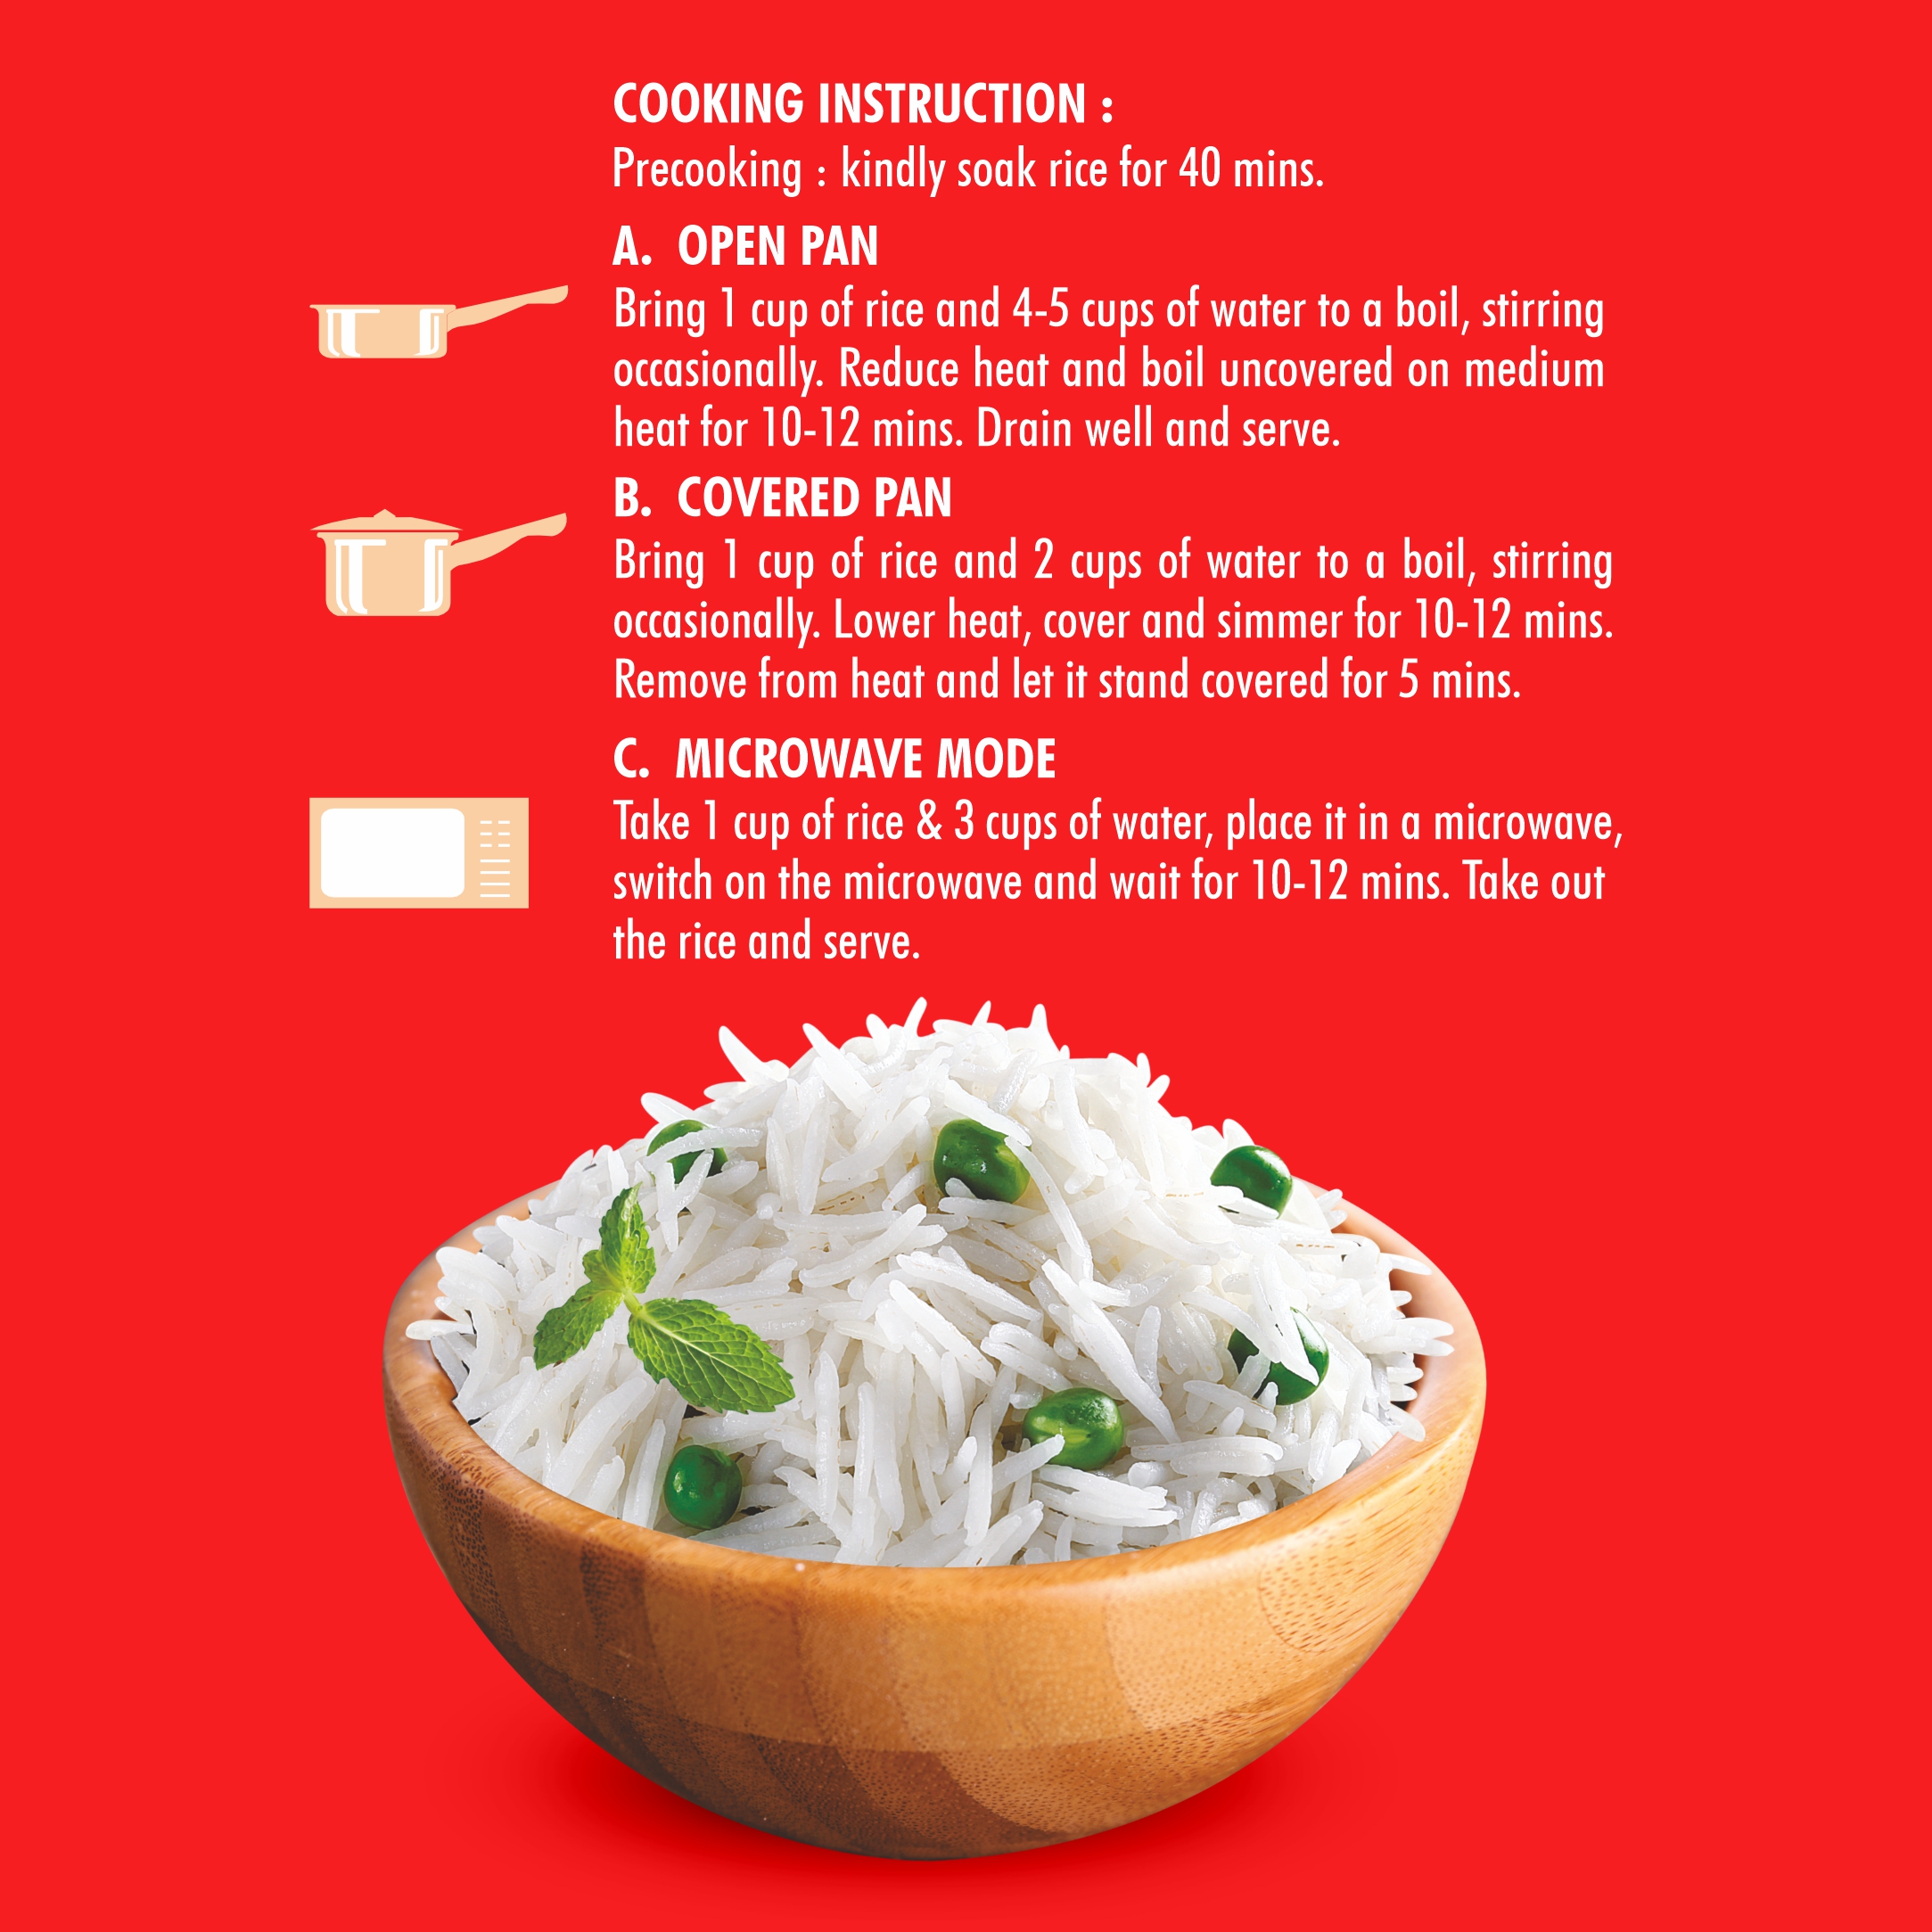 COOKING INSTRUCTION :
Precooking : kindly soak rice for 40 mins.
A. OPEN PAN
Bring 1 cup of rice and 4-5 cups of water to a boil, stirring
occasionally. Reduce heat and boil uncovered on medium
heat for 10-12 mins. Drain well and serve.
B. COVERED PAN
Bring 1 cup of rice and 2 cups of water to a boil, stirring
occasionally. Lower heat, cover and simmer for 10-12 mins.
Remove from heat and let it stand covered for 5 mins.
C. MICROWAVE MODE
Take 1 cup of rice & 3 cups of water, place it in a microwave,
switch on the microwave and wait for 10-12 mins. Take out
the rice and serve.